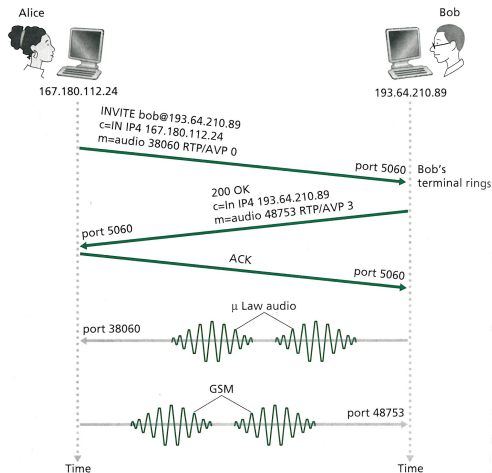 Alice
Bob
167.180.112.24
193.64.210.89
INVITE bob@193.64.210.89
c=IN IP4 167.180.112.24
m=audio 38060 RTP/AVP 0
port 5060
Bob's
terminal rings
200 OK
c=In IP4 193.64.210.89
m=audio 48753 RTP/AVP 3
port 5060
ACK
port 5060
μ Law audio
port 38060
GSM
port 48753
Time
Time